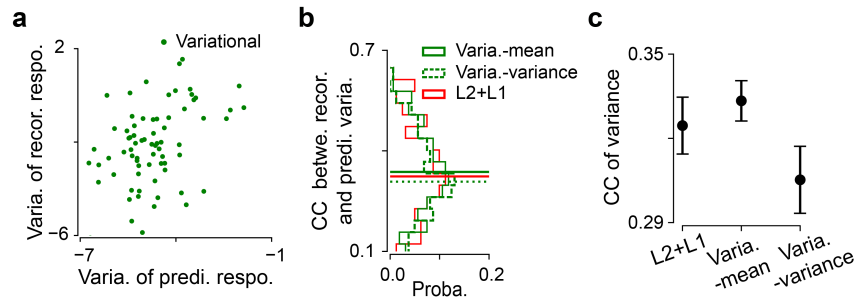 a
Variational
2
−6
−7
−1
Varia. of recor. respo.
Varia. of predi. respo.
b
Varia.-mean
Varia.-variance
L2+L1
0.7
0.1
0.0
0.2
CC betwe. recor.
and predi. varia.
Proba.
c
0.35
0.29
CC of variance
L2+L1
Varia.
-mean
Varia.
-variance